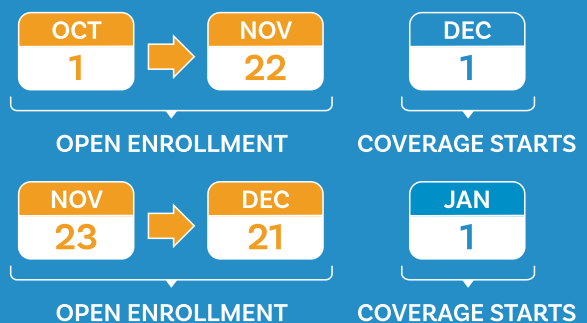 OCT NOV DEC
1 22 1
OPEN ENROLLMENT COVERAGE STARTS
NOV DEC JAN
23 21 1
OPEN ENROLLMENT COVERAGE STARTS